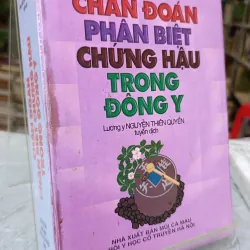 CHẨN ĐOÁN
PHÂN BIỆT
CHỨNG HẬU
TRONG
ĐÔNG Y
Lương y NGUYỄN THIÊN QUYẾN
tuyển dịch
NHÀ XUẤT BẢN MŨI CÀ MAU
HỘI Y HỌC CỔ TRUYỀN HÀ NỘI